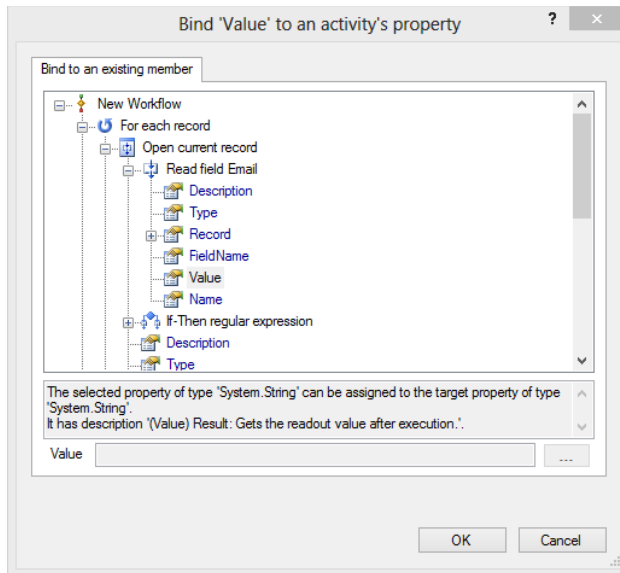 Bind 'Value' to an activity's property
?
Bind to an existing member
New Workflow
For each record
Open current record
Read field Email
Description
Type
Record
FieldName
Value
Name
If-Then regular expression
Description
Type
The selected property of type 'System.String' can be assigned to the target property of type
'System.String'.
It has description '(Value) Result: Gets the readout value after execution.'.
Value
...
OK
Cancel